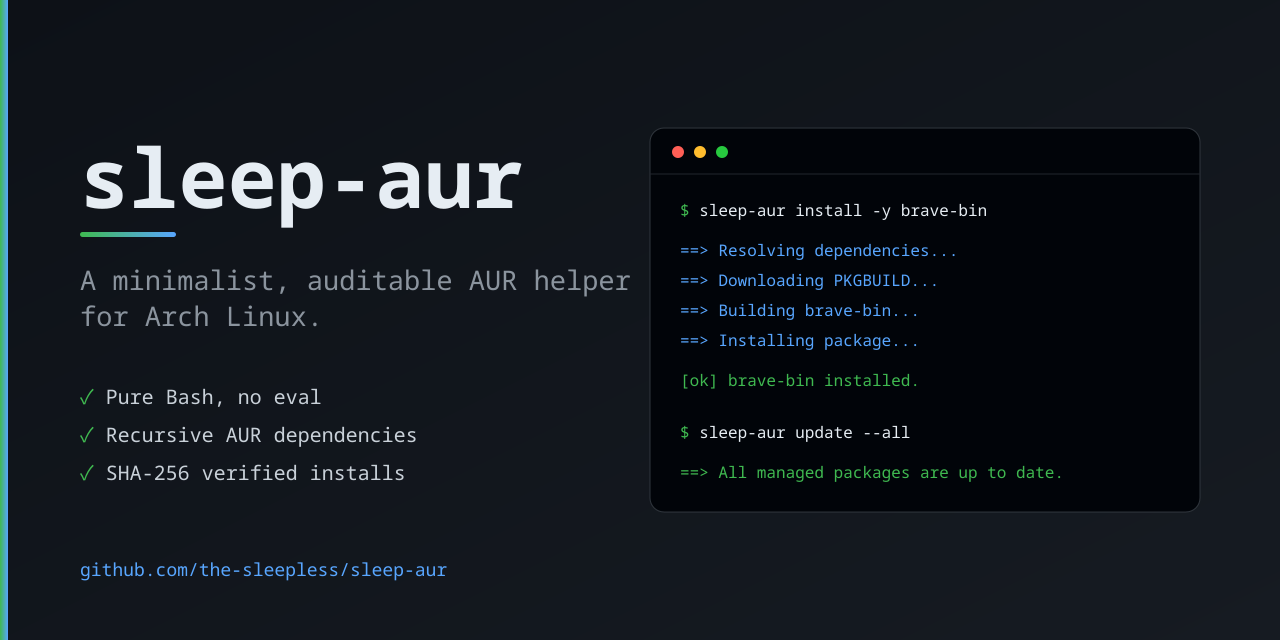 sleep-aur
A minimalist, auditable AUR helper
for Arch Linux.
✓ Pure Bash, no eval
✓ Recursive AUR dependencies
✓ SHA-256 verified installs
github.com/the-sleepless/sleep-aur
$ sleep-aur install -y brave-bin
==> Resolving dependencies...
==> Downloading PKGBUILD...
==> Building brave-bin...
==> Installing package...
[ok] brave-bin installed.
$ sleep-aur update --all
==> All managed packages are up to date.